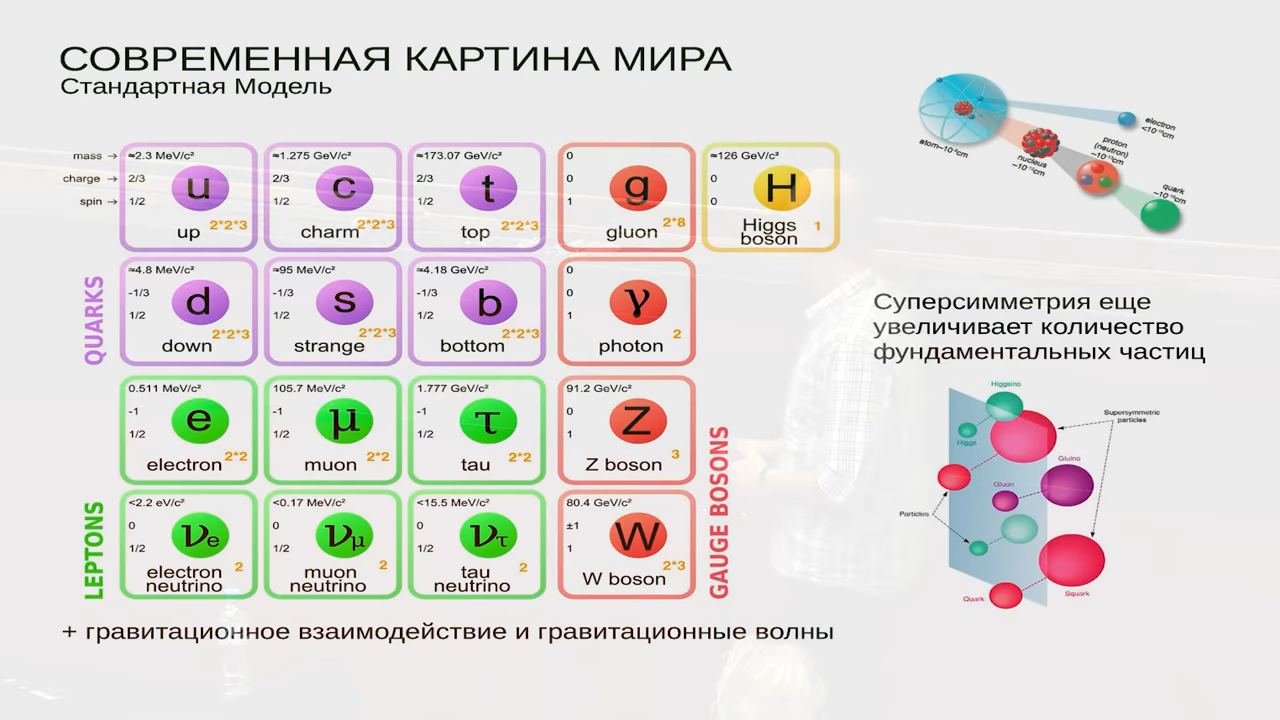 СОВРЕМЕННАЯ КАРТИНА МИРА
Стандартная Модель
mass →
charge →
spin →
≈2.3 MeV/c²
2/3
1/2
u
up
2*2*3
≈1.275 GeV/c²
2/3
1/2
c
charm
2*2*3
≈173.07 GeV/c²
2/3
1/2
t
top
2*2*3
0
0
1
g
gluon
2*8
≈126 GeV/c²
0
0
H
Higgs
boson
1
QUARKS
≈4.8 MeV/c²
-1/3
1/2
d
down
2*2*3
≈95 MeV/c²
-1/3
1/2
s
strange
2*2*3
≈4.18 GeV/c²
-1/3
1/2
b
bottom
2*2*3
0
0
1
γ
photon
2
LEPTONS
0.511 MeV/c²
-1
1/2
e
electron
2*2
105.7 MeV/c²
-1
1/2
μ
muon
2*2
1.777 GeV/c²
-1
1/2
τ
tau
2*2
91.2 GeV/c²
0
1
Z
Z boson
3
<2.2 eV/c²
0
1/2
νe
electron
neutrino
2
<0.17 MeV/c²
0
1/2
νμ
muon
neutrino
2
<15.5 MeV/c²
0
1/2
ντ
tau
neutrino
2
80.4 GeV/c²
±1
1
W
W boson
2*3
GAUGE BOSONS
+ гравитационное взаимодействие и гравитационные волны
electron
atom
nucleus
proton
(neutron)
quark
Суперсимметрия еще
увеличивает количество
фундаментальных частиц
Higgsino
Higgs
Supersymmetric
particles
Gluino
Gluon
Particles
Quark
Squark